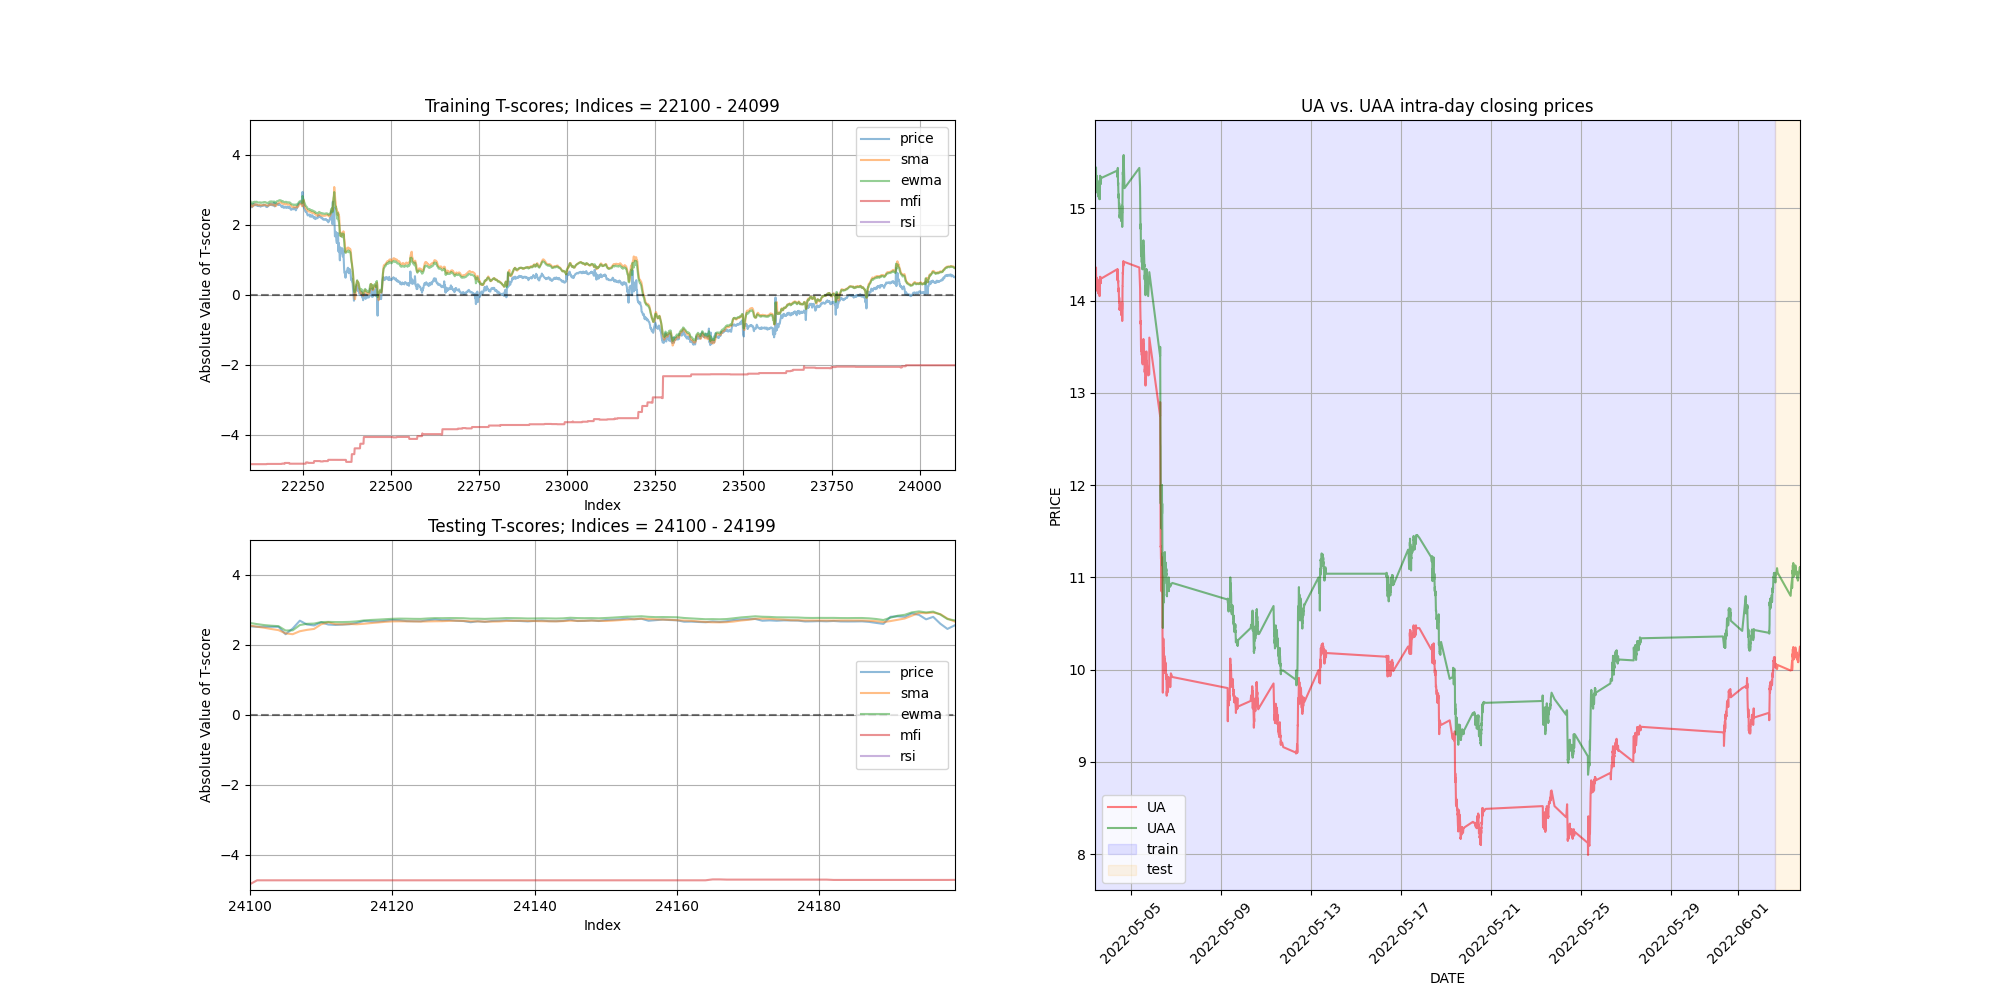 Training T-scores; Indices = 22100 - 24099
Absolute Value of T-score
4
2
0
−2
−4
22250 22500 22750 23000 23250 23500 23750 24000
Index
price
sma
ewma
mfi
rsi
Testing T-scores; Indices = 24100 - 24199
Absolute Value of T-score
4
2
0
−2
−4
24100 24120 24140 24160 24180
Index
price
sma
ewma
mfi
rsi
UA vs. UAA intra-day closing prices
PRICE
15
14
13
12
11
10
9
8
UA
UAA
train
test
2022-05-05 2022-05-09 2022-05-13 2022-05-17 2022-05-21 2022-05-25 2022-05-29 2022-06-01
DATE